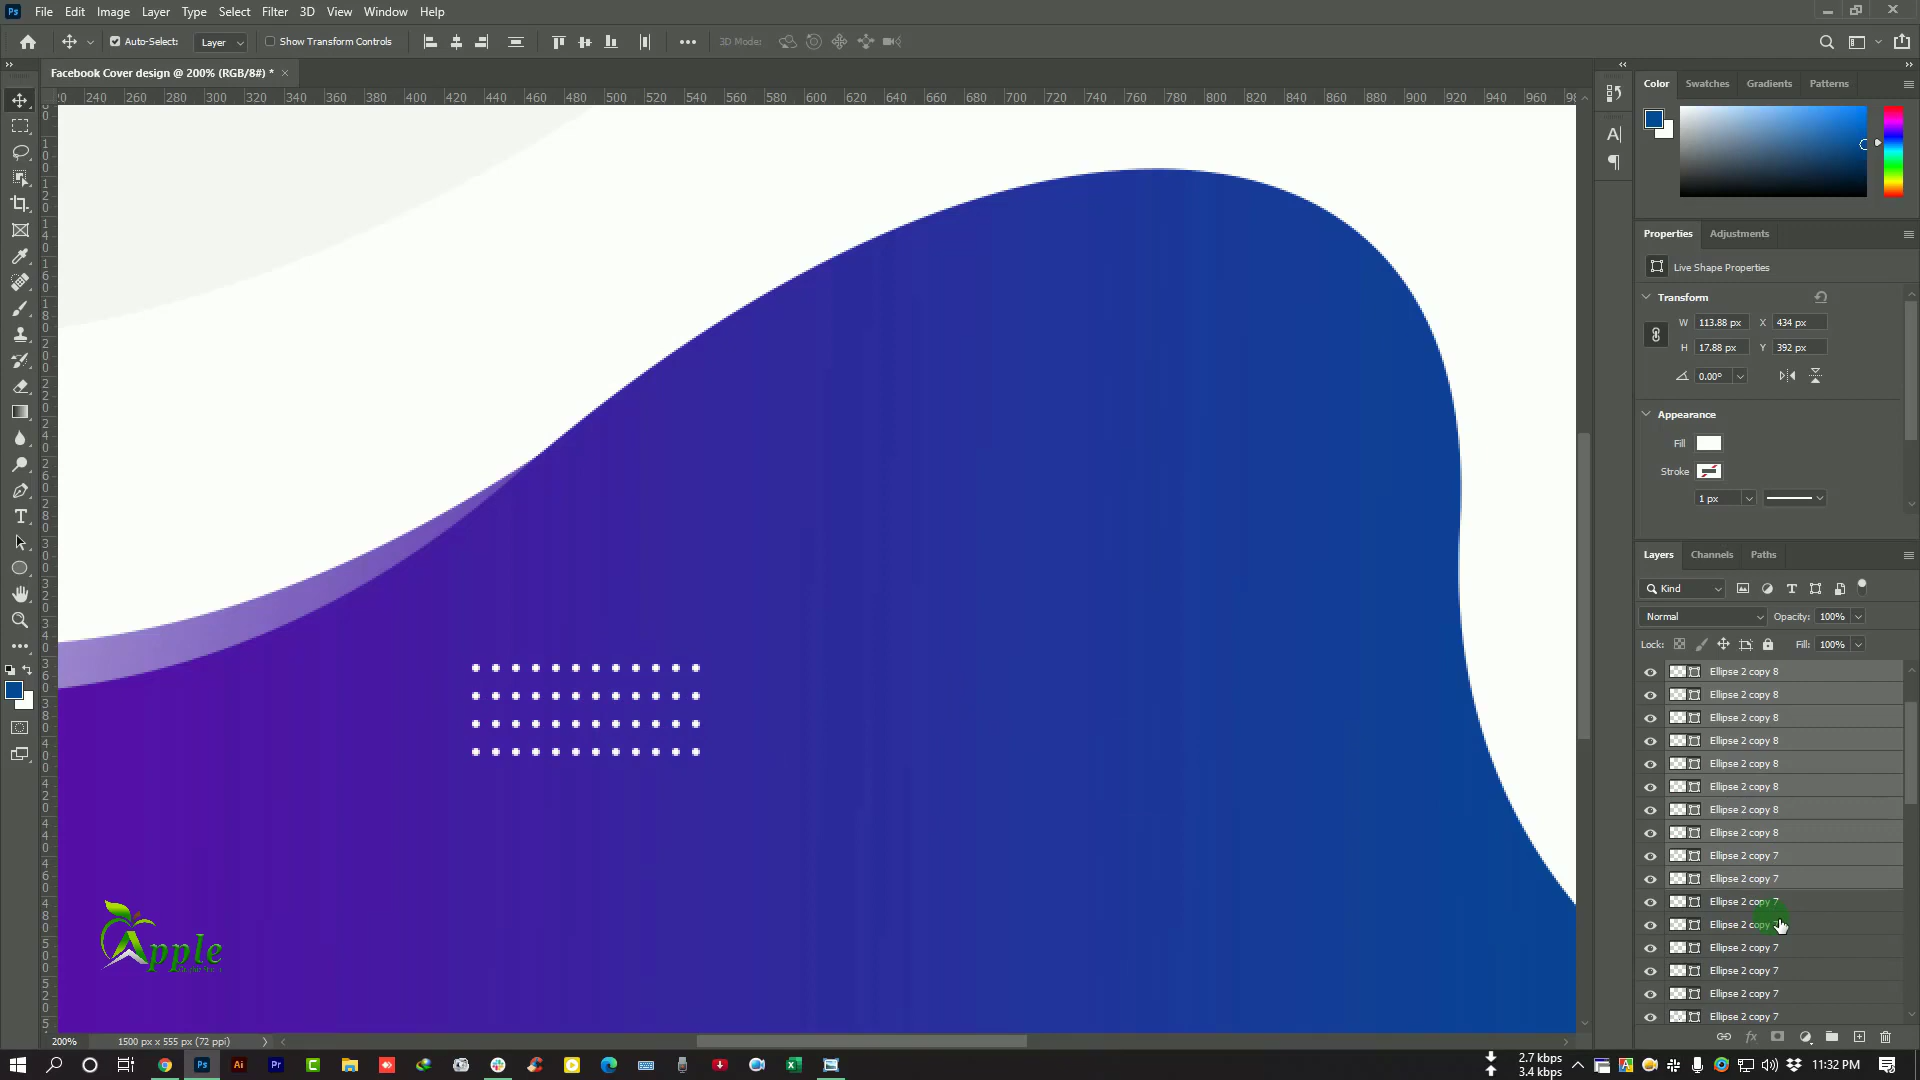 Ps File Edit Image Layer Type Select Filter 3D View Window Help
Auto-Select: Layer Show Transform Controls 3D Mode:
Facebook Cover design @ 200% (RGB/8#) * ×
240 260 280 300 320 340 360 380 400 420 440 460 480 500 520 540 560 580 600 620 640 660 680 700 720 740 760 780 800 820 840 860 880 900 920 940 960
Color Swatches Gradients Patterns
Properties Adjustments
Live Shape Properties
Transform
W 113.88 px X 434 px
H 17.88 px Y 392 px
0.00°
Appearance
Fill
Stroke
1 px
Layers Channels Paths
Kind
Normal Opacity: 100%
Lock: Fill: 100%
Ellipse 2 copy 8
Ellipse 2 copy 8
Ellipse 2 copy 8
Ellipse 2 copy 8
Ellipse 2 copy 8
Ellipse 2 copy 8
Ellipse 2 copy 8
Ellipse 2 copy 8
Ellipse 2 copy 7
Ellipse 2 copy 7
Ellipse 2 copy 7
Ellipse 2 copy 7
Ellipse 2 copy 7
Ellipse 2 copy 7
Ellipse 2 copy 7
Ellipse 2 copy 7
Apple
200% 1500 px x 555 px (72 ppi)
Ps Ai Pr
2.7 kbps
3.4 kbps
11:32 PM